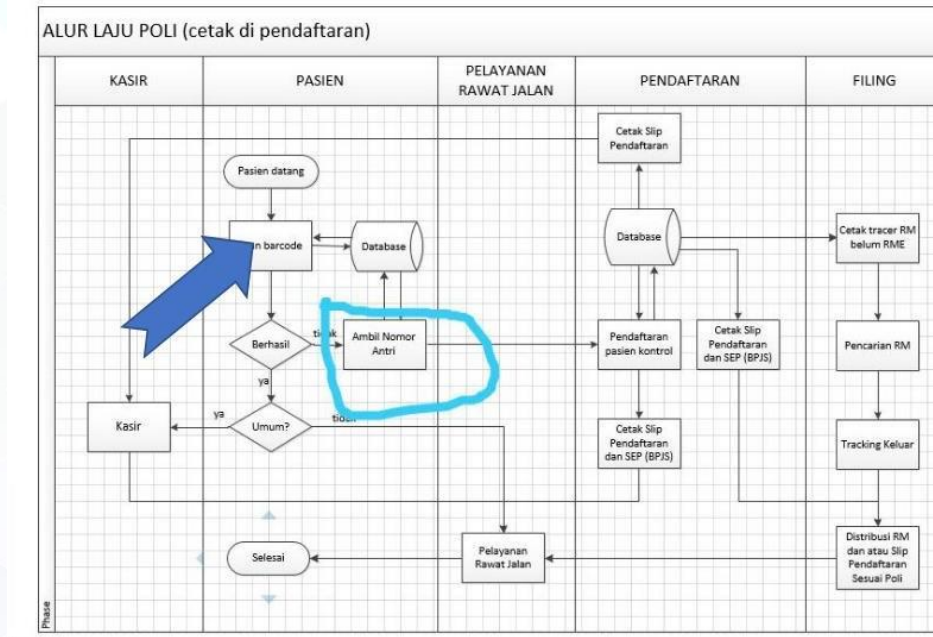 ALUR LAJU POLI (cetak di pendaftaran)
KASIR
PASIEN
PELAYANAN
RAWAT JALAN
PENDAFTARAN
FILING
Cetak Slip
Pendaftaran
Pasien datang
barcode
Database
Database
Cetak tracer RM
belum RME
Berhasil
tidak
Ambil Nomor
Antri
Pendaftaran
pasien kontrol
Cetak Slip
Pendaftaran
dan SEP (BPJS)
Pencarian RM
ya
Kasir
ya
Umum?
tidak
Cetak Slip
Pendaftaran
dan SEP (BPJS)
Tracking Keluar
Selesai
Pelayanan
Rawat Jalan
Distribusi RM
dan atau Slip
Pendaftaran
Sesuai Poli
Phase